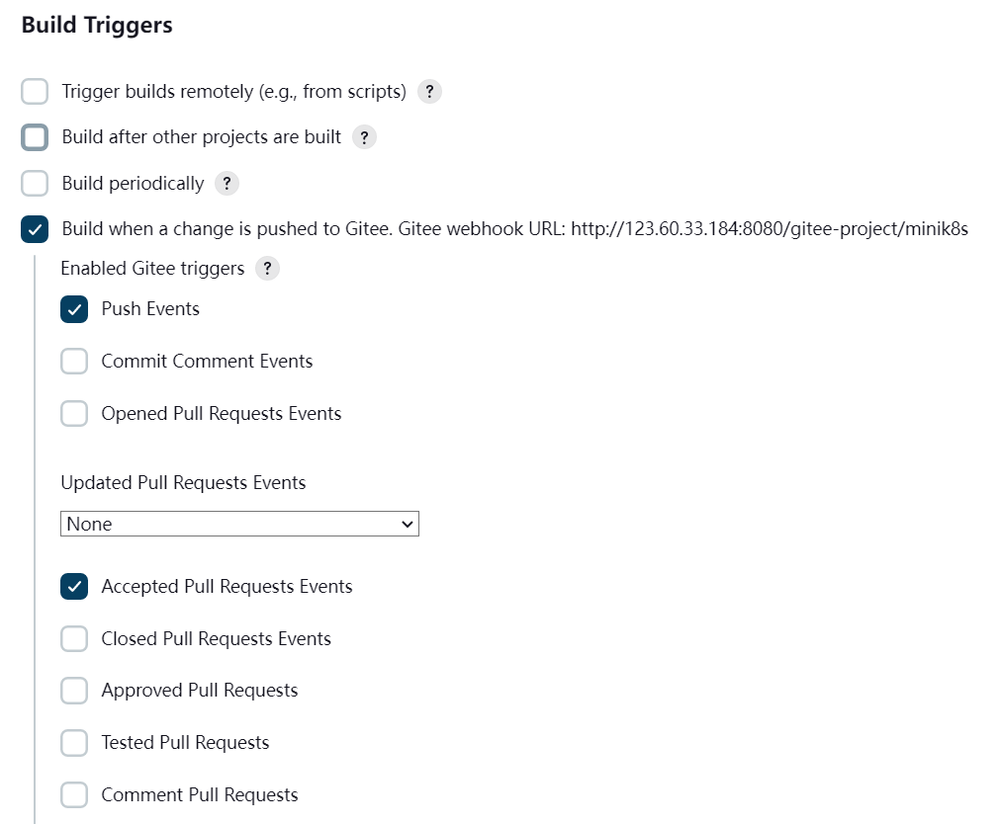 Build Triggers
Trigger builds remotely (e.g., from scripts) ?
Build after other projects are built ?
Build periodically ?
Build when a change is pushed to Gitee. Gitee webhook URL: http://123.60.33.184:8080/gitee-project/minik8s
Enabled Gitee triggers ?
Push Events
Commit Comment Events
Opened Pull Requests Events
Updated Pull Requests Events
None
Accepted Pull Requests Events
Closed Pull Requests Events
Approved Pull Requests
Tested Pull Requests
Comment Pull Requests